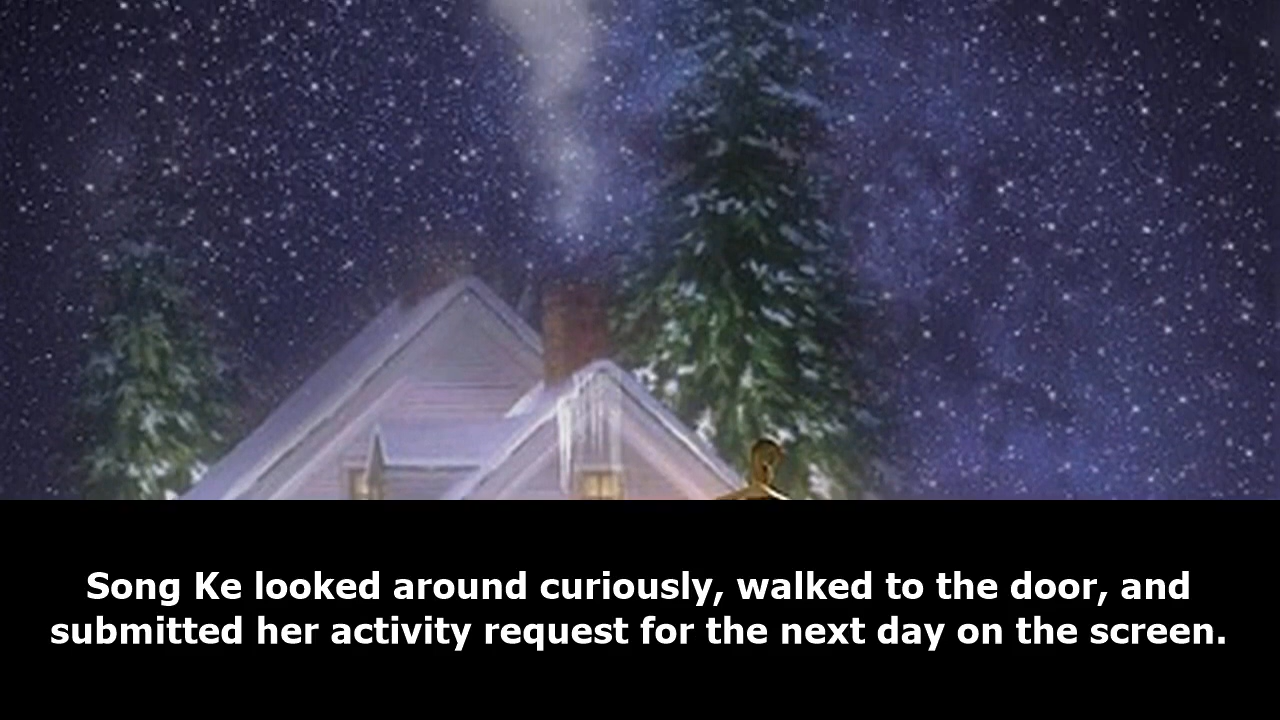 Song Ke looked around curiously, walked to the door, and
submitted her activity request for the next day on the screen.